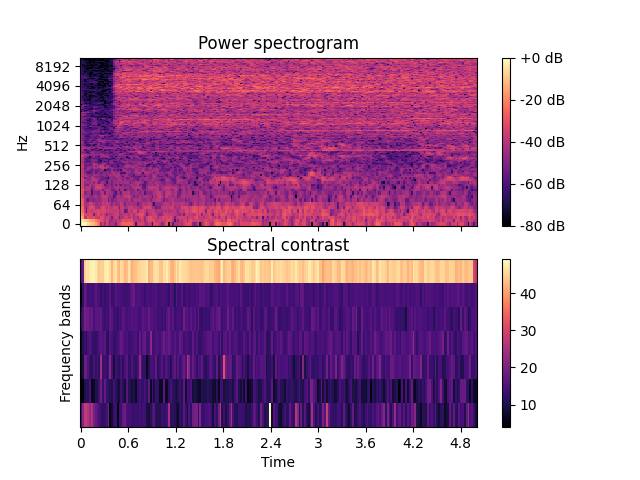 Power spectrogram
Hz
8192
4096
2048
1024
512
256
128
64
0
+0 dB
-20 dB
-40 dB
-60 dB
-80 dB
Spectral contrast
Frequency bands
40
30
20
10
0 0.6 1.2 1.8 2.4 3 3.6 4.2 4.8
Time